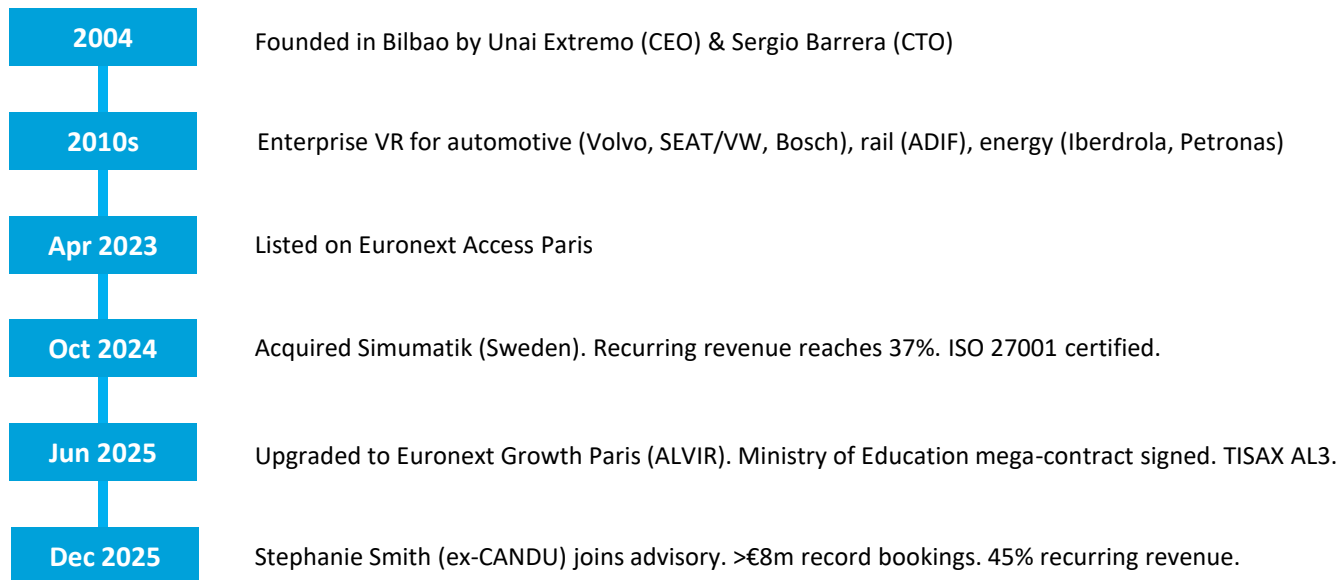 2004
Founded in Bilbao by Unai Extremo (CEO) & Sergio Barrera (CTO)
2010s
Enterprise VR for automotive (Volvo, SEAT/VW, Bosch), rail (ADIF), energy (Iberdrola, Petronas)
Apr 2023
Listed on Euronext Access Paris
Oct 2024
Acquired Simumatik (Sweden). Recurring revenue reaches 37%. ISO 27001 certified.
Jun 2025
Upgraded to Euronext Growth Paris (ALVIR). Ministry of Education mega-contract signed. TISAX AL3.
Dec 2025
Stephanie Smith (ex-CANDU) joins advisory. >€8m record bookings. 45% recurring revenue.